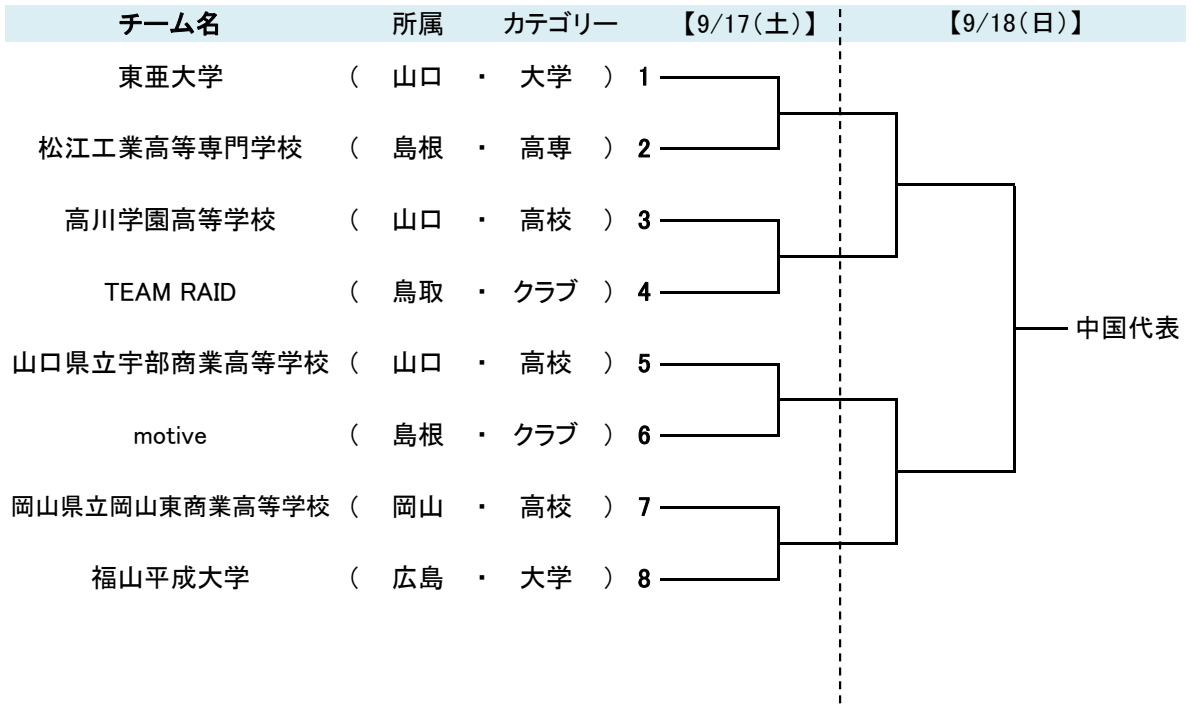 チーム名 所属 カテゴリー 【9/17(土)】 【9/18(日)】
東亜大学 ( 山口 ・ 大学 ) 1
松江工業高等専門学校 ( 島根 ・ 高専 ) 2
高川学園高等学校 ( 山口 ・ 高校 ) 3
TEAM RAID ( 鳥取 ・ クラブ ) 4
中国代表
山口県立宇部商業高等学校 ( 山口 ・ 高校 ) 5
motive ( 島根 ・ クラブ ) 6
岡山県立岡山東商業高等学校 ( 岡山 ・ 高校 ) 7
福山平成大学 ( 広島 ・ 大学 ) 8